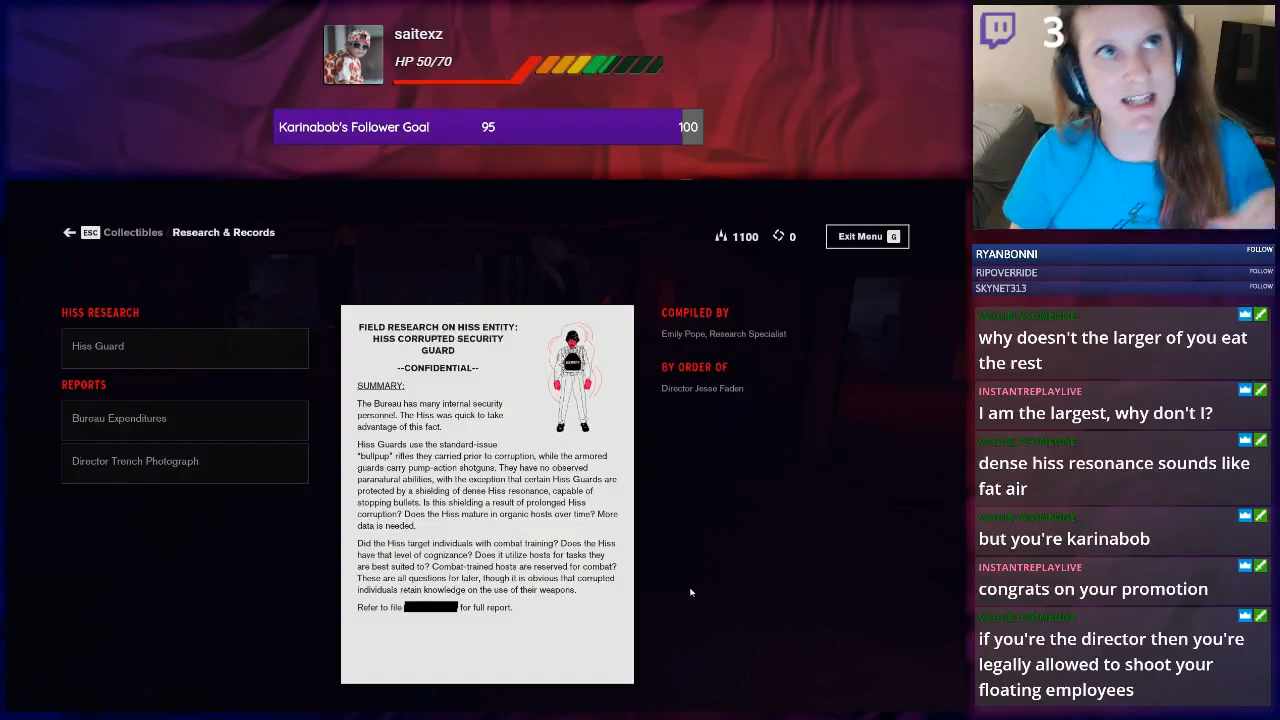 saitexz
HP 50/70
Karinabob's Follower Goal 95 100
3
ESC Collectibles / Research & Records
1100 0 Exit Menu G
HISS RESEARCH
Hiss Guard
REPORTS
Bureau Expenditures
Director Trench Photograph
FIELD RESEARCH ON HISS ENTITY:
HISS CORRUPTED SECURITY
GUARD
--CONFIDENTIAL--
SUMMARY:
The Bureau has many internal security
personnel. The Hiss was quick to take
advantage of this fact.
Hiss Guards use the standard-issue
"bullpup" rifles they carried prior to corruption, while the armored
guards carry pump-action shotguns. They have no observed
paranatural abilities, with the exception that certain Hiss Guards are
protected by a shielding of dense Hiss resonance, capable of
stopping bullets. Is this shielding a result of prolonged Hiss
corruption? Does the Hiss mature in organic hosts over time? More
data is needed.
Did the Hiss target individuals with combat training? Does the Hiss
have that level of cognizance? Does it utilize hosts for tasks they
are best suited to? Combat-trained hosts are reserved for combat?
These are all questions for later, though it is obvious that corrupted
individuals retain knowledge on the use of their weapons.
Refer to file for full report.
COMPILED BY
Emily Pope, Research Specialist
BY ORDER OF
Director Jesse Faden
RYANBONNI FOLLOW
RIPOVERRIDE FOLLOW
SKYNET313 FOLLOW
why doesn't the larger of you eat
the rest
INSTANTREPLAYLIVE
I am the largest, why don't I?
dense hiss resonance sounds like
fat air
but you're karinabob
INSTANTREPLAYLIVE
congrats on your promotion
if you're the director then you're
legally allowed to shoot your
floating employees